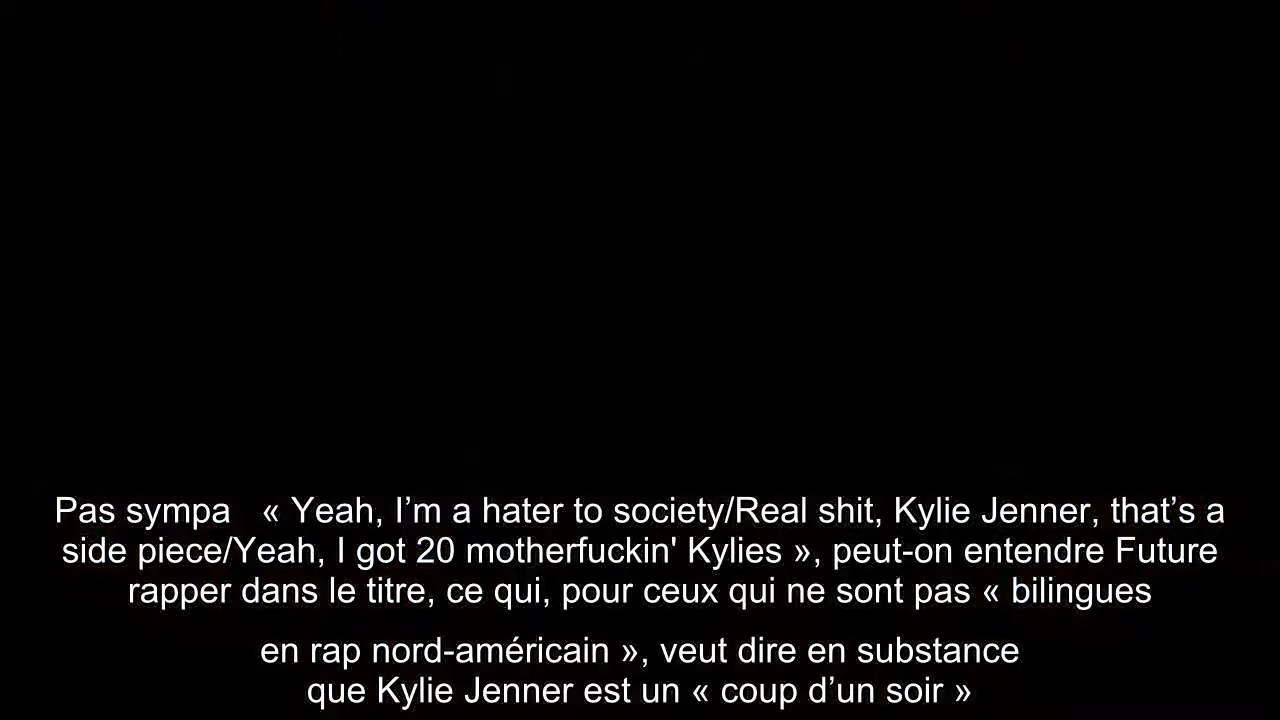 Pas sympa « Yeah, I’m a hater to society/Real shit, Kylie Jenner, that’s a
side piece/Yeah, I got 20 motherfuckin' Kylies », peut-on entendre Future
rapper dans le titre, ce qui, pour ceux qui ne sont pas « bilingues
en rap nord-américain », veut dire en substance
que Kylie Jenner est un « coup d’un soir »